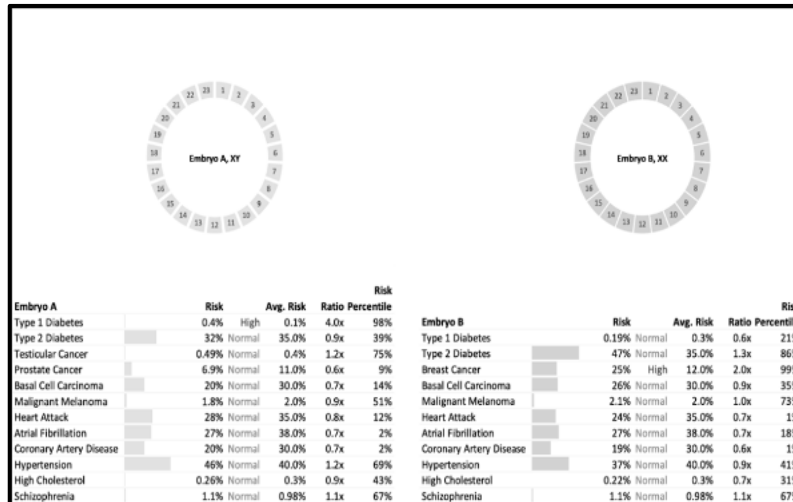 23 1 2 3 4 5 6 7 8 9 10 11 12 13 14 15 16 17 18 19 20 21 22
Embryo A, XY
23 1 2 3 4 5 6 7 8 9 10 11 12 13 14 15 16 17 18 19 20 21 22
Embryo B, XX
Risk
Embryo A Risk Avg. Risk Ratio Percentile
Type 1 Diabetes 0.4% High 0.1% 4.0x 98%
Type 2 Diabetes 32% Normal 35.0% 0.9x 39%
Testicular Cancer 0.49% Normal 0.4% 1.2x 75%
Prostate Cancer 6.9% Normal 11.0% 0.6x 9%
Basal Cell Carcinoma 20% Normal 30.0% 0.7x 14%
Malignant Melanoma 1.8% Normal 2.0% 0.9x 51%
Heart Attack 28% Normal 35.0% 0.8x 12%
Atrial Fibrillation 27% Normal 38.0% 0.7x 2%
Coronary Artery Disease 20% Normal 30.0% 0.7x 2%
Hypertension 46% Normal 40.0% 1.2x 69%
High Cholesterol 0.26% Normal 0.3% 0.9x 43%
Schizophrenia 1.1% Normal 0.98% 1.1x 67%
Embryo B Risk Avg. Risk Ratio
Type 1 Diabetes 0.19% Normal 0.3% 0.6x
Type 2 Diabetes 47% Normal 35.0% 1.3x
Breast Cancer 25% High 12.0% 2.0x
Basal Cell Carcinoma 26% Normal 30.0% 0.9x
Malignant Melanoma 2.1% Normal 2.0% 1.0x
Heart Attack 24% Normal 35.0% 0.7x
Atrial Fibrillation 27% Normal 38.0% 0.7x
Coronary Artery Disease 19% Normal 30.0% 0.6x
Hypertension 37% Normal 40.0% 0.9x
High Cholesterol 0.22% Normal 0.3% 0.7x
Schizophrenia 1.1% Normal 0.98% 1.1x